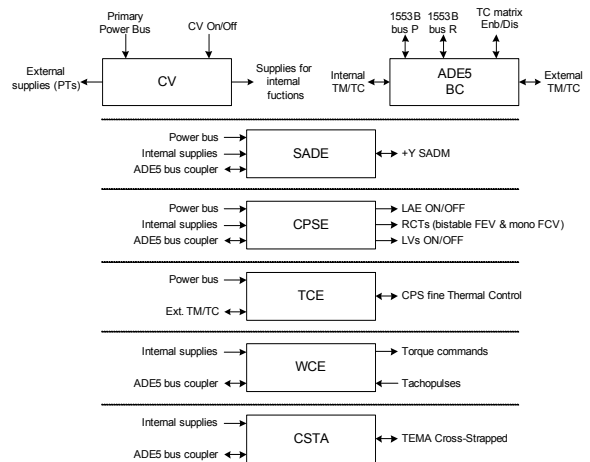 Primary
Power Bus
CV On/Off
External
supplies (PTs)
CV
Supplies for
internal
fuctions
1553B
bus P
1553B
bus R
TC matrix
Enb/Dis
Internal
TM/TC
ADE5
BC
External
TM/TC
Power bus
Internal supplies
ADE5 bus coupler
SADE
+Y SADM
Power bus
Internal supplies
ADE5 bus coupler
CPSE
LAE ON/OFF
RCTs (bistable FEV & mono FCV)
LVs ON/OFF
Power bus
Ext. TM/TC
TCE
CPS fine Thermal Control
Internal supplies
ADE5 bus coupler
WCE
Torque commands
Tachopulses
Internal supplies
ADE5 bus coupler
CSTA
TEMA Cross-Strapped